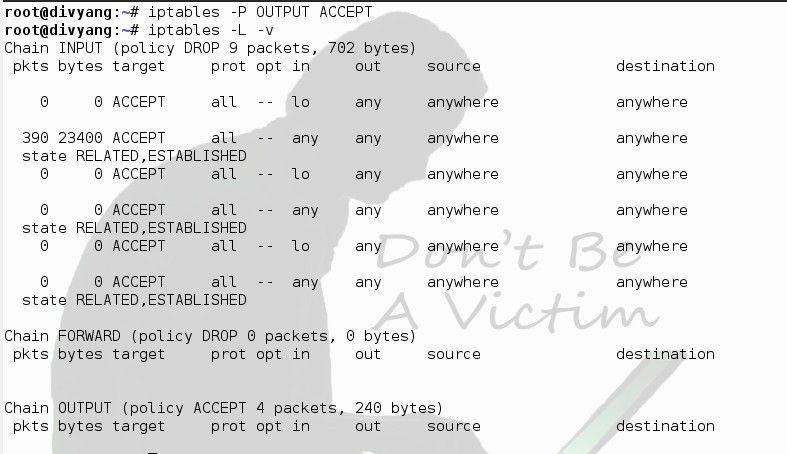 root@divyang:~# iptables -P OUTPUT ACCEPT
root@divyang:~# iptables -L -v
Chain INPUT (policy DROP 9 packets, 702 bytes)
pkts bytes target prot opt in out source destination
0 0 ACCEPT all -- lo any anywhere anywhere
390 23400 ACCEPT all -- any any anywhere anywhere
state RELATED,ESTABLISHED
0 0 ACCEPT all -- lo any anywhere anywhere
0 0 ACCEPT all -- any any anywhere anywhere
state RELATED,ESTABLISHED
0 0 ACCEPT all -- lo any anywhere anywhere
0 0 ACCEPT all -- any any anywhere anywhere
state RELATED,ESTABLISHED
Chain FORWARD (policy DROP 0 packets, 0 bytes)
pkts bytes target prot opt in out source destination
Chain OUTPUT (policy ACCEPT 4 packets, 240 bytes)
pkts bytes target prot opt in out source destination
Don't Be
A Victim